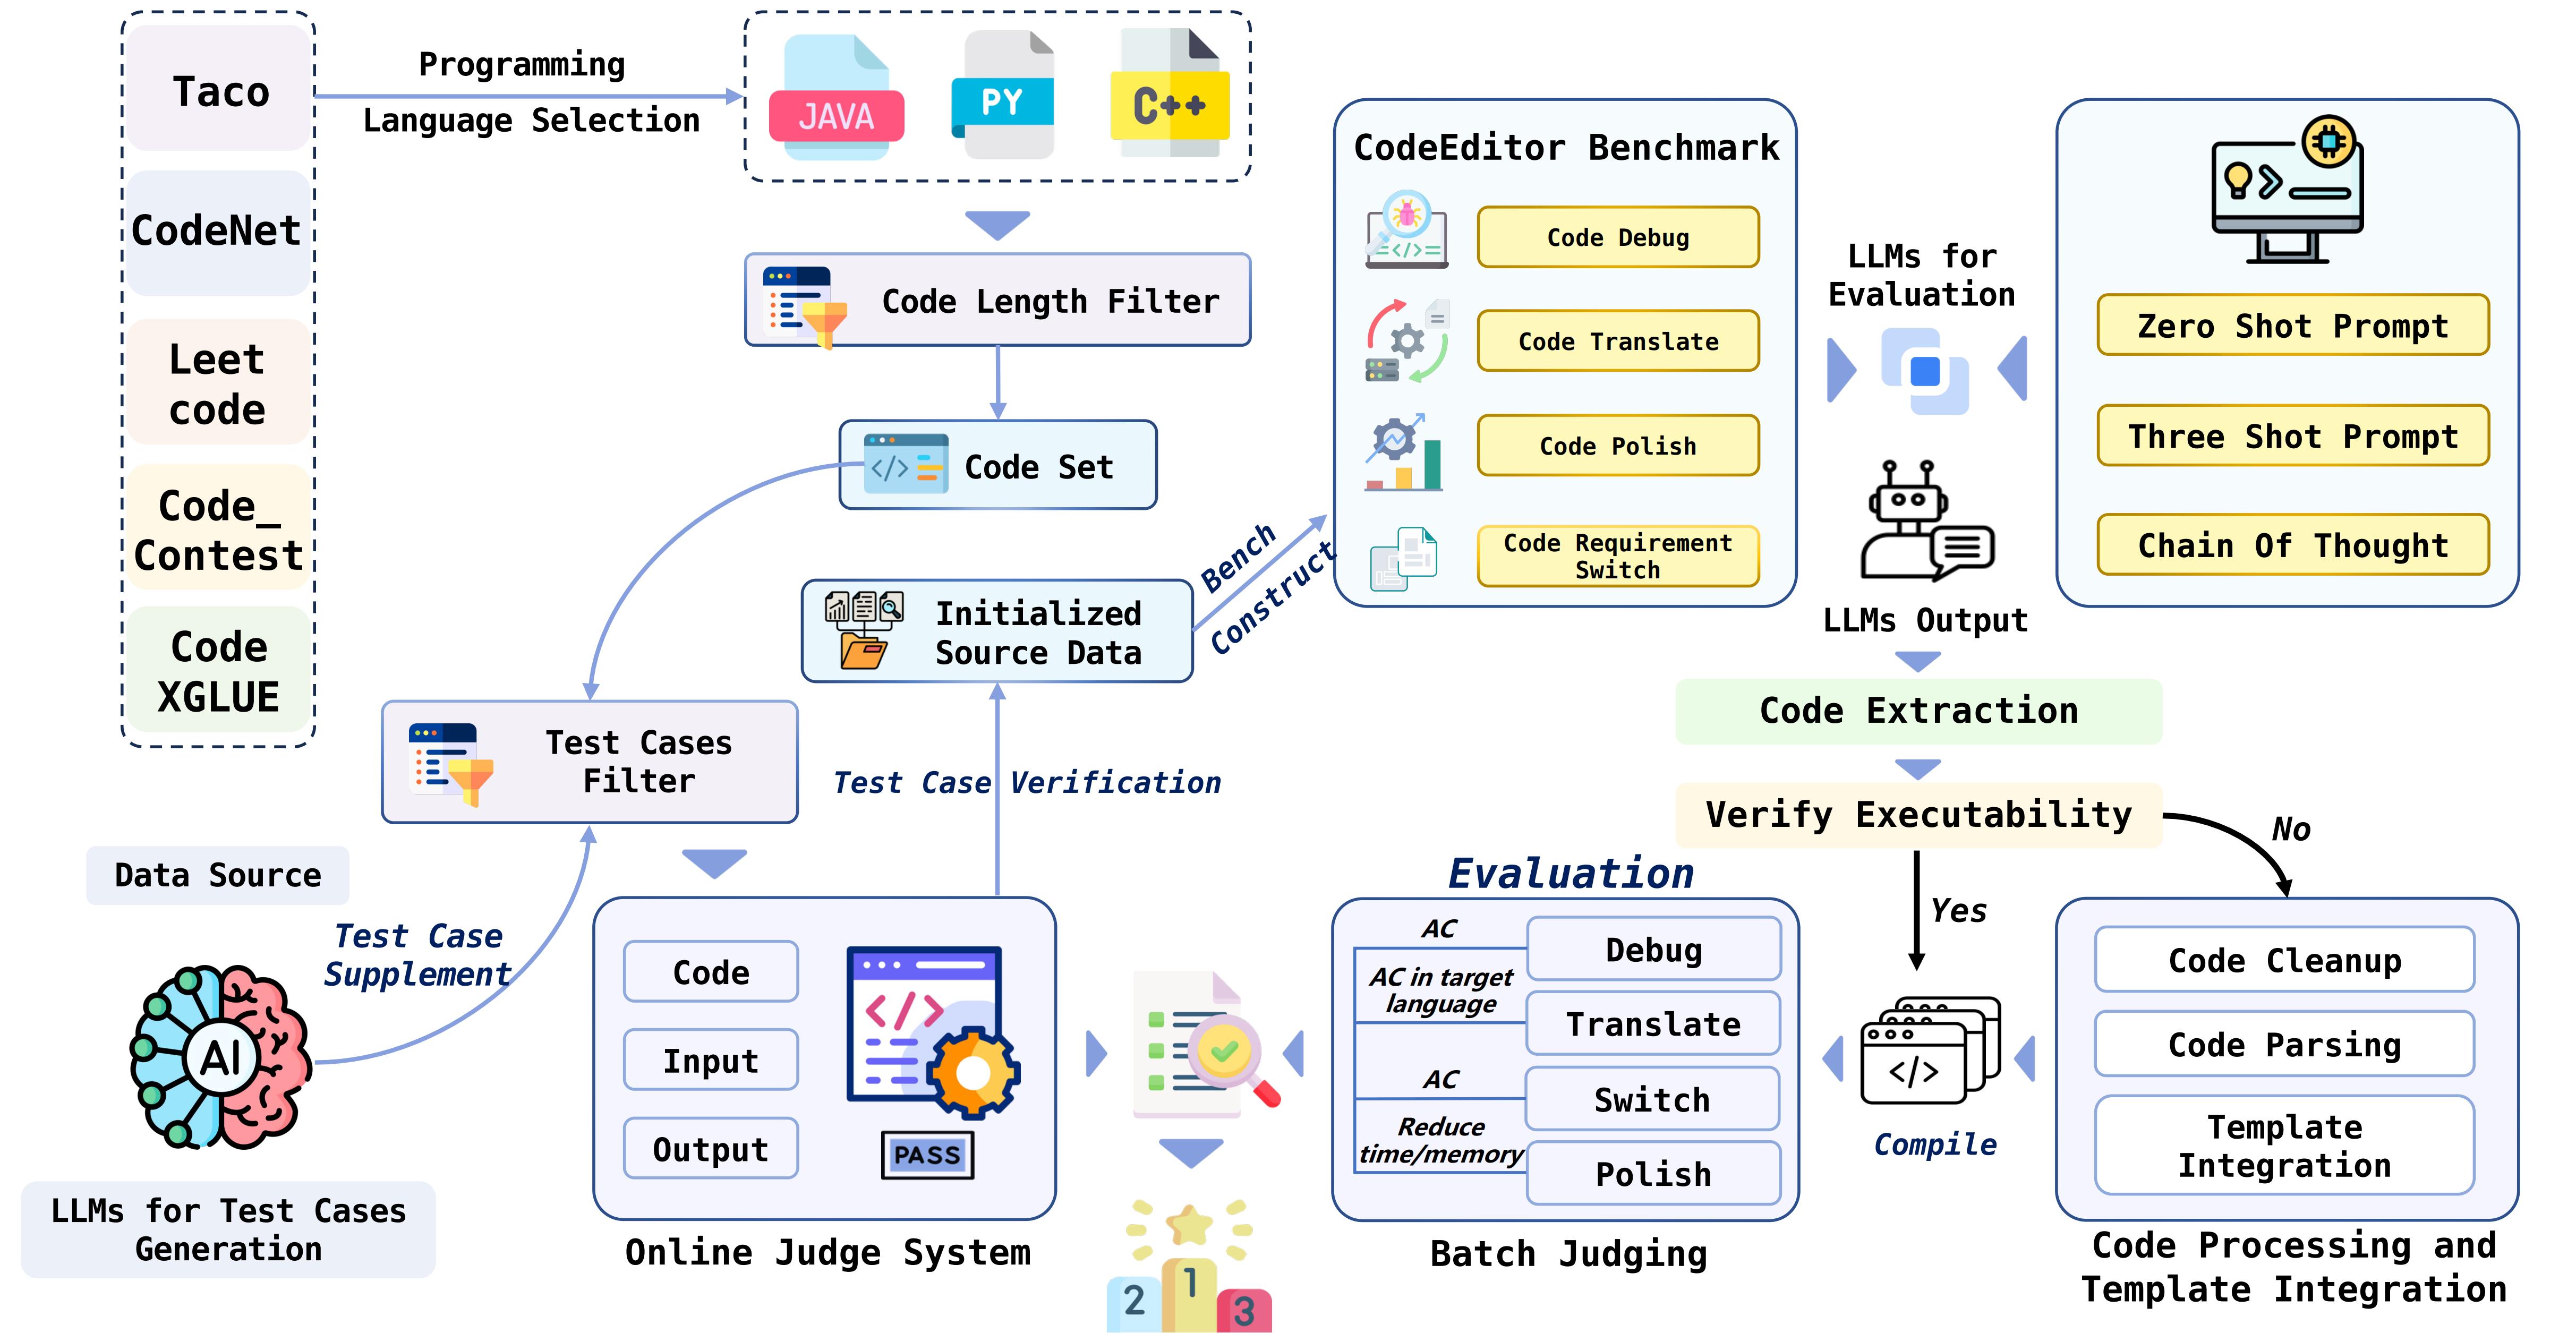 Taco
CodeNet
Leet
code
Code_
Contest
Code
XGLUE
Data Source
Programming
Language Selection
JAVA
PY
C++
Code Length Filter
</>
Code Set
Initialized
Source Data
Bench
Construct
Test Cases
Filter
Test Case Verification
Test Case
Supplement
AI
LLMs for Test Cases
Generation
Code
Input
Output
</>
PASS
Online Judge System
CodeEditor Benchmark
</>
Code Debug
Code Translate
Code Polish
Code Requirement
Switch
LLMs for
Evaluation
LLMs Output
Zero Shot Prompt
Three Shot Prompt
Chain Of Thought
Code Extraction
Verify Executability
No
Yes
Code Cleanup
Code Parsing
Template
Integration
Code Processing and
Template Integration
</>
Compile
Evaluation
AC
Debug
AC in target
language
Translate
AC
Switch
Reduce
time/memory
Polish
Batch Judging
2
1
3